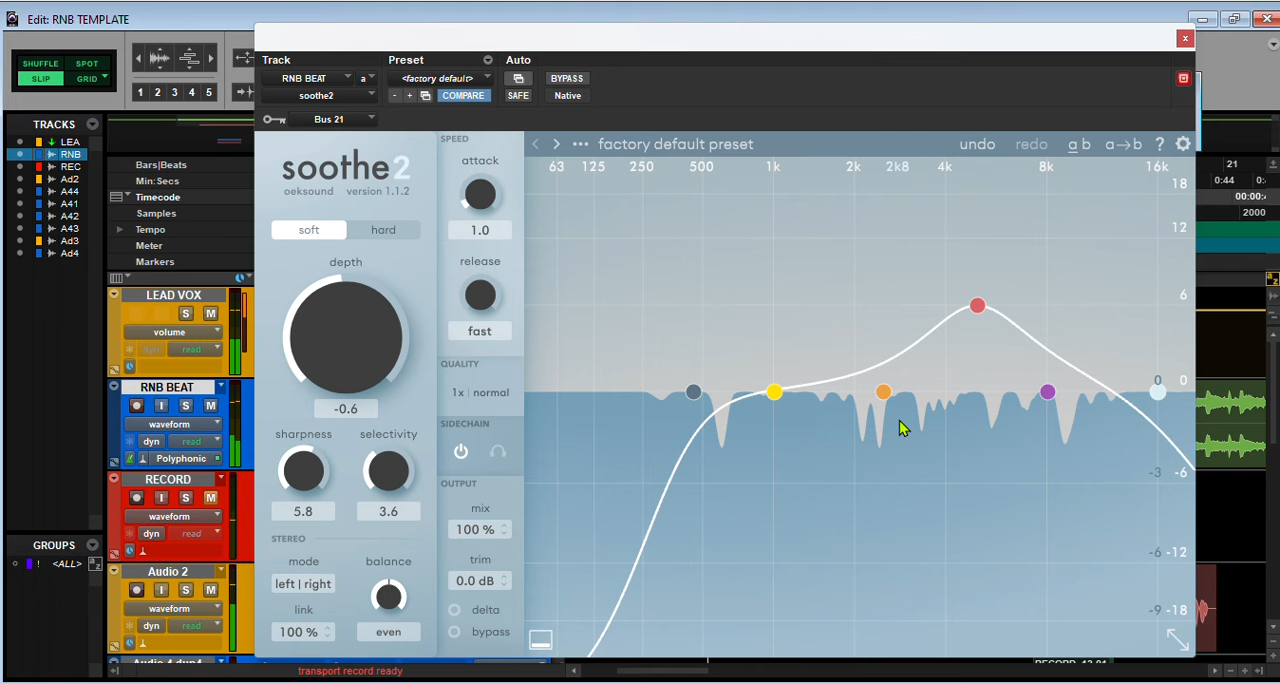 Edit: RNB TEMPLATE
SHUFFLE SPOT
SLIP GRID
1 2 3 4 5
Track Preset Auto
RNB BEAT a <factory default> BYPASS
soothe2 - + COMPARE SAFE Native
Bus 21
TRACKS
LEA
RNB
REC
Ad2
A44
A41
A42
A43
Ad3
Ad4
GROUPS
! <ALL>
Bars|Beats
Min:Secs
Timecode
Samples
Tempo
Meter
Markers
LEAD VOX
S M
volume
dyn read
RNB BEAT
I S M
waveform
dyn read
Polyphonic
RECORD
I S M
waveform
dyn read
Audio 2
I S M
waveform
dyn read
soothe2
oeksound version 1.1.2
soft hard
depth
-0.6
sharpness selectivity
5.8 3.6
STEREO
mode balance
left | right
link
100 % even
SPEED
attack
1.0
release
fast
QUALITY
1x | normal
SIDECHAIN
OUTPUT
mix
100 %
trim
0.0 dB
delta
bypass
factory default preset undo redo a b a→b ?
63 125 250 500 1k 2k 2k8 4k 8k 16k
18
12
6
0 0
-3 -6
-6 -12
-9 -18
21
0:44 0:
00:00:
2000
transport record ready